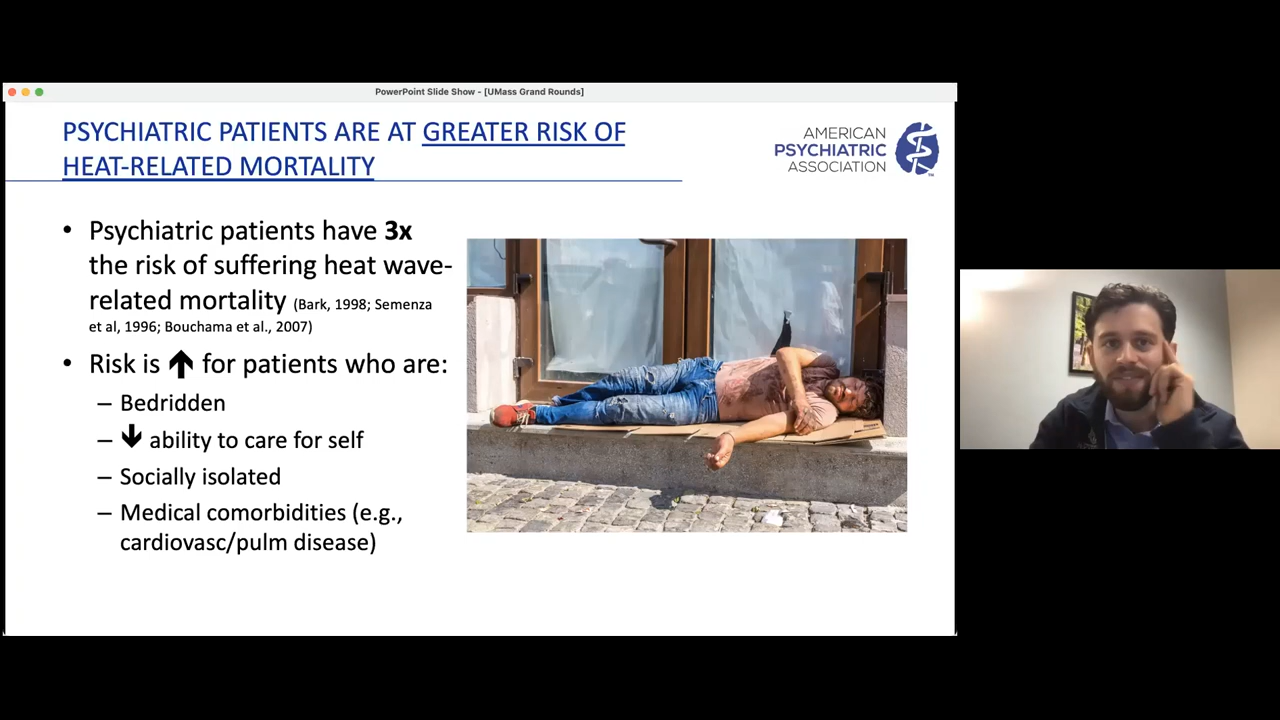 PowerPoint Slide Show - [UMass Grand Rounds]
PSYCHIATRIC PATIENTS ARE AT GREATER RISK OF
HEAT-RELATED MORTALITY
AMERICAN
PSYCHIATRIC
ASSOCIATION
• Psychiatric patients have 3x
the risk of suffering heat wave-
related mortality (Bark, 1998; Semenza
et al, 1996; Bouchama et al., 2007)
• Risk is 🡹 for patients who are:
– Bedridden
– 🡻 ability to care for self
– Socially isolated
– Medical comorbidities (e.g.,
cardiovasc/pulm disease)